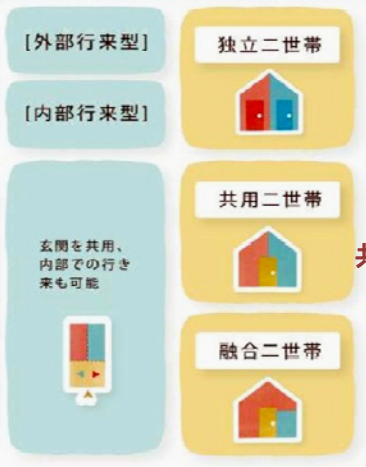 [外部行来型]
[内部行来型]
玄関を共用、
内部での行き
来も可能
独立二世帯
共用二世帯
融合二世帯